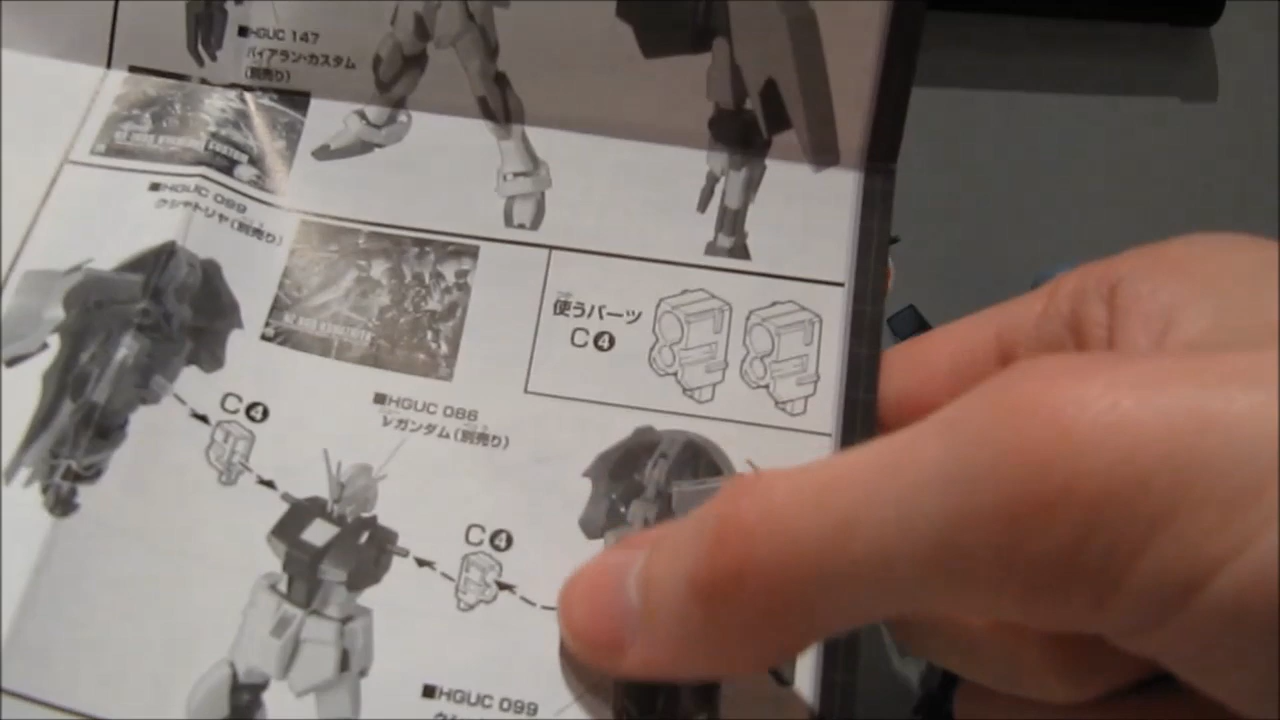 ■HGUC 147
バイアラン・カスタム
(別売り)
■HGUC 099
クシャトリヤ(別売り)
使うパーツ
C❹
C❹
■HGUC 086
νガンダム(別売り)
C❹
■HGUC 099